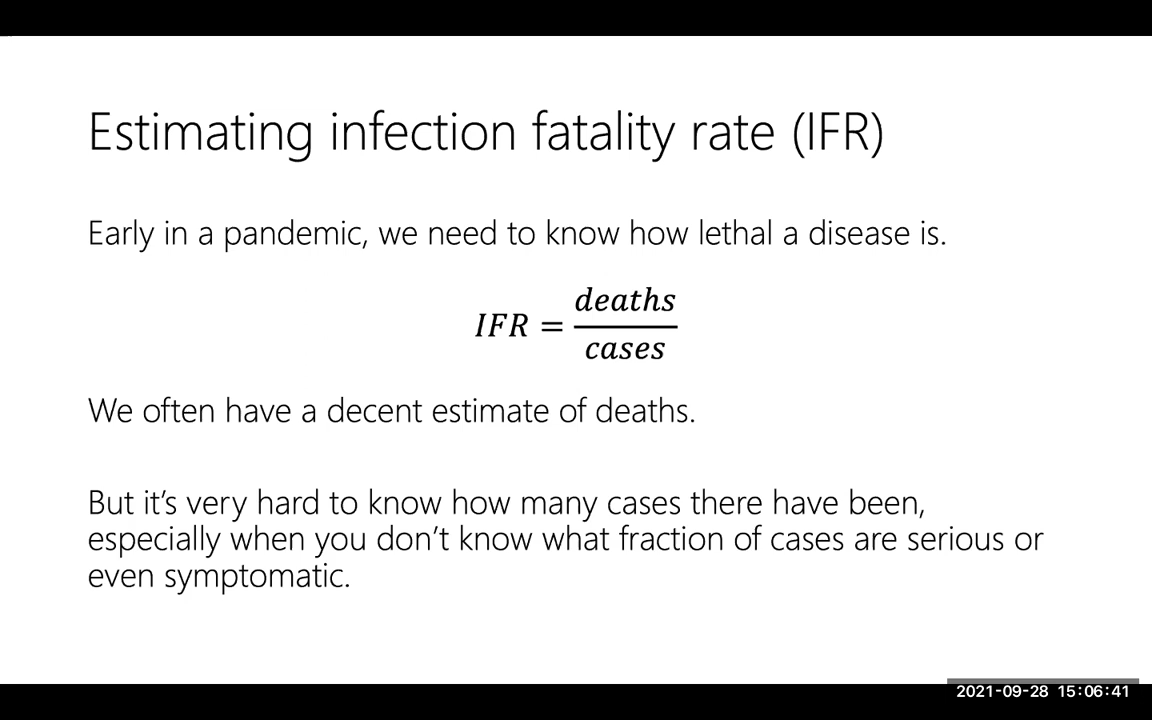 Estimating infection fatality rate (IFR)
Early in a pandemic, we need to know how lethal a disease is.
IFR = deaths / cases
We often have a decent estimate of deaths.
But it’s very hard to know how many cases there have been,
especially when you don’t know what fraction of cases are serious or
even symptomatic.
2021-09-28 15:06:41